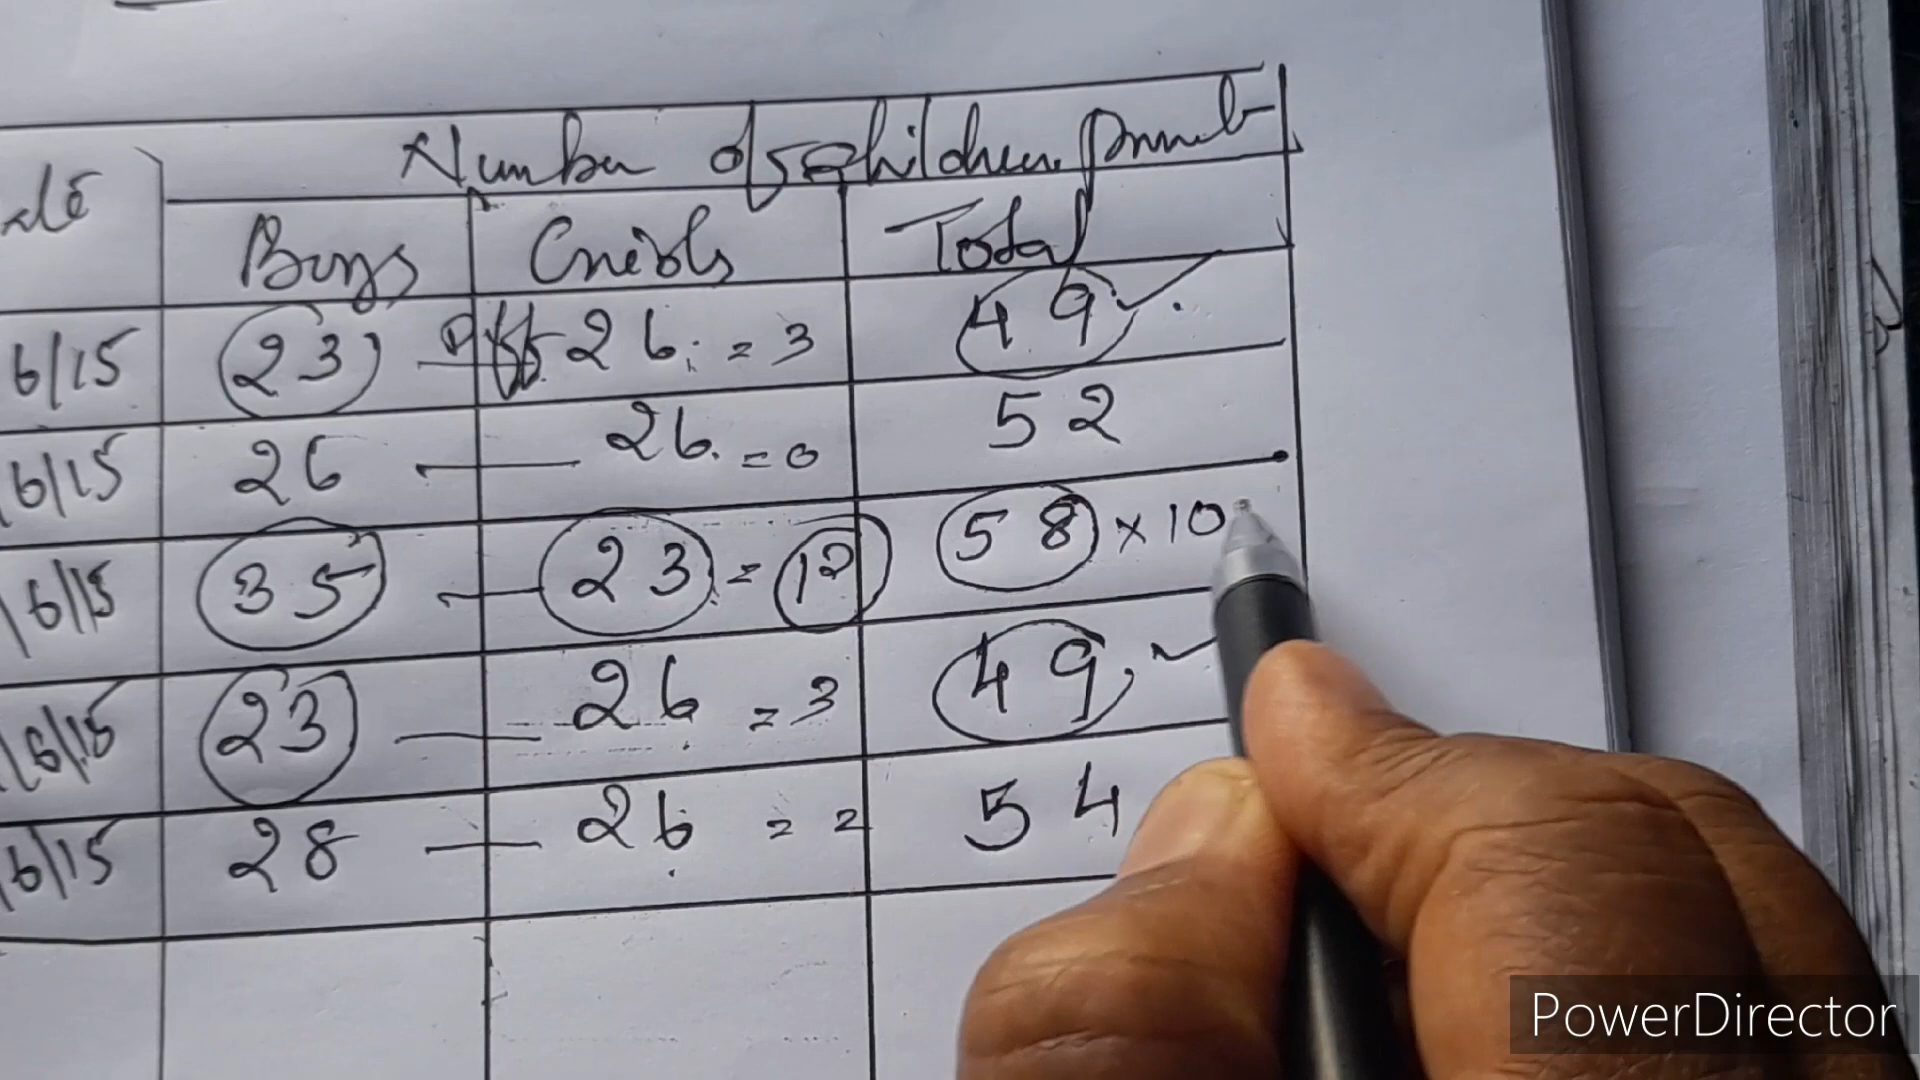 Number of children present
Boys Girls Total
6/15 23 - Diff 26 = 3 49 ✓
6/15 26 — 26 = 0 52
6/15 35 — 23 = 12 58 × 10
6/15 23 — 26 = 3 49 ✓
6/15 28 — 26 = 2 54
PowerDirector